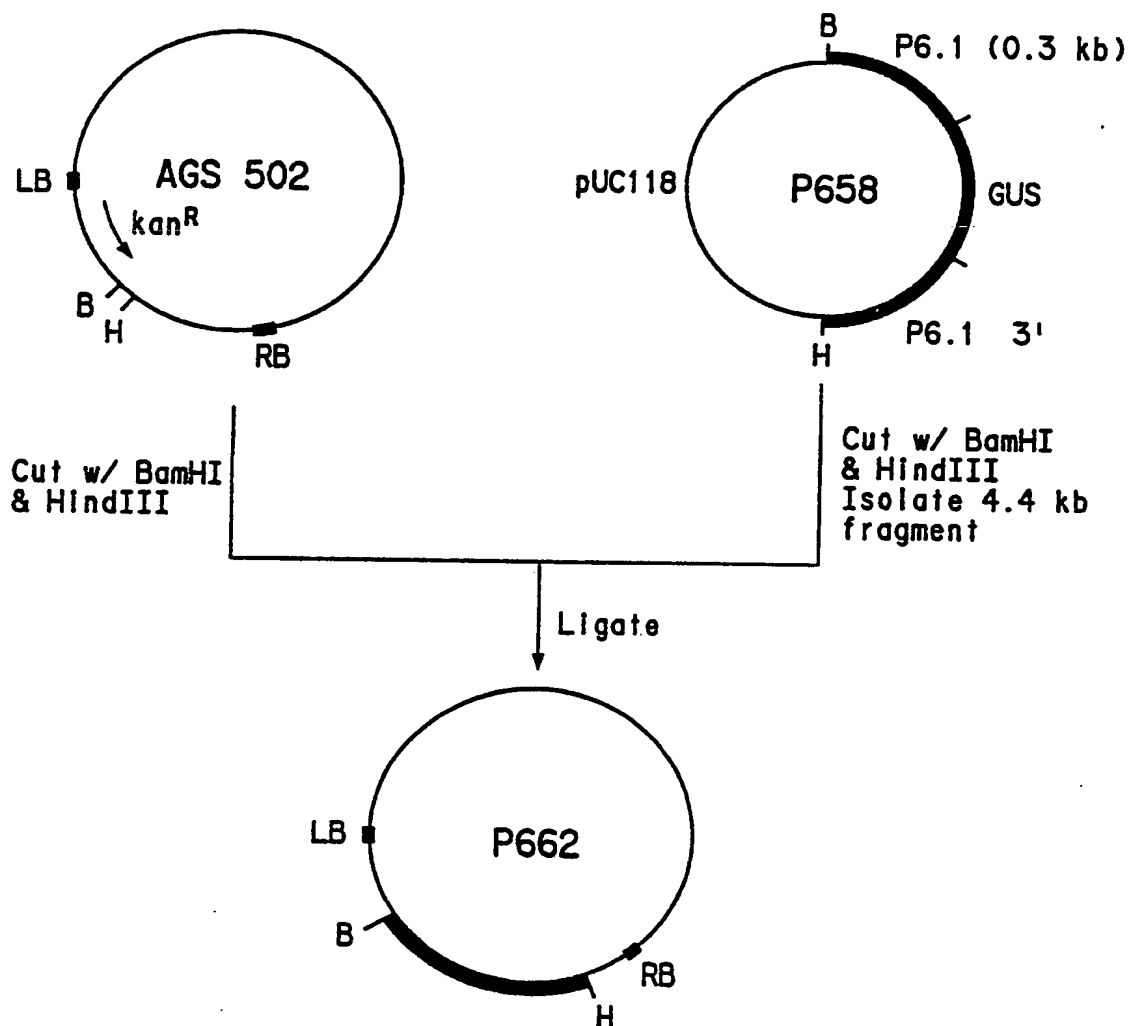 B
P6.1 (0.3 kb)
LB
AGS 502
kanR
B
H
RB
pUC118
P658
GUS
P6.1 3'
H
Cut w/ BamHI
& HindIII
Cut w/ BamHI
& HindIII
Isolate 4.4 kb
fragment
Ligate
LB
P662
B
RB
H